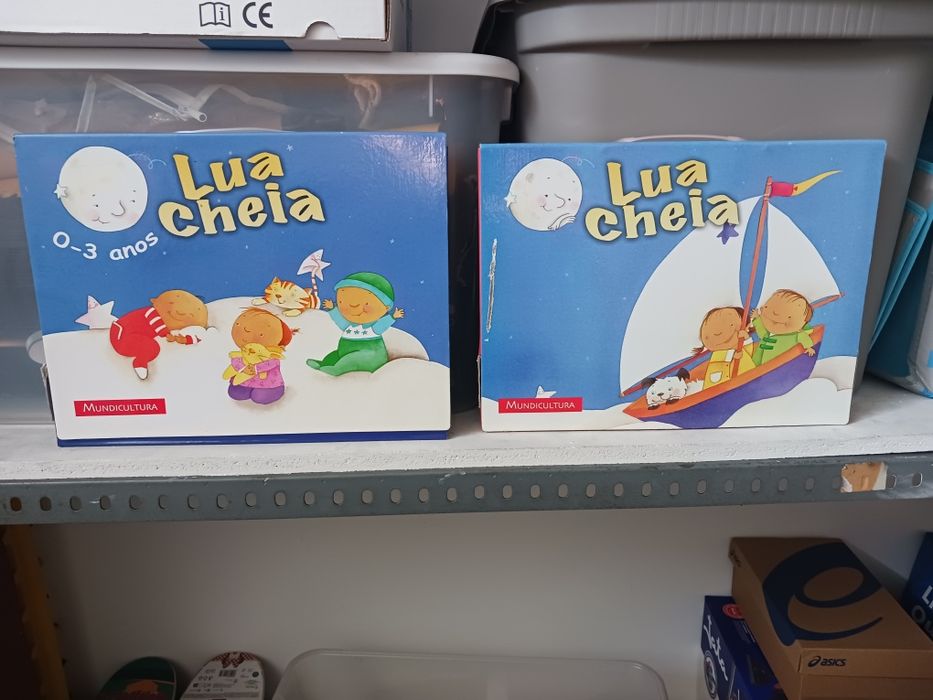 CE
Lua
Cheia
0-3 anos
MUNDICULTURA
Lua
Cheia
MUNDICULTURA
asics